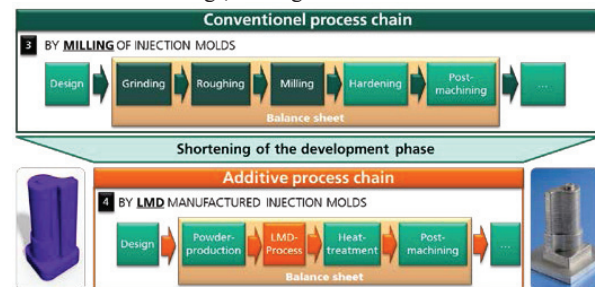 Conventionel process chain
3 BY MILLING OF INJECTION MOLDS
Design
Grinding
Roughing
Milling
Hardening
Post-
machining
...
Balance sheet
Shortening of the development phase
Additive process chain
4 BY LMD MANUFACTURED INJECTION MOLDS
Design
Powder-
production
LMD-
Process
Heat-
treatment
Post-
machining
...
Balance sheet